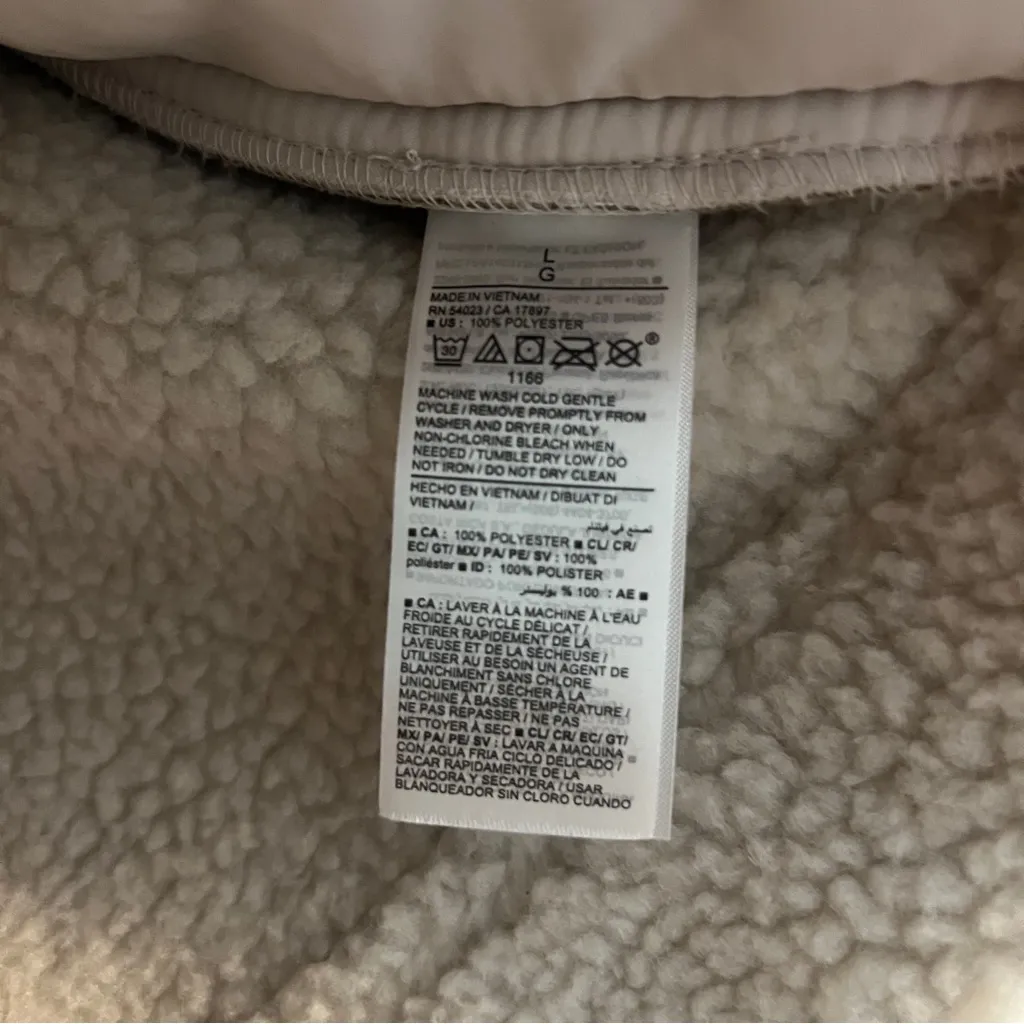 L
G
MADE IN VIETNAM
RN 54023 / CA 17897
■ US : 100% POLYESTER
30
®
1166
MACHINE WASH COLD GENTLE
CYCLE / REMOVE PROMPTLY FROM
WASHER AND DRYER / ONLY
NON-CHLORINE BLEACH WHEN
NEEDED / TUMBLE DRY LOW / DO
NOT IRON / DO NOT DRY CLEAN
HECHO EN VIETNAM / DIBUAT DI
VIETNAM /
تصنع في فيتنام
■ CA : 100% POLYESTER ■ CL/ CR/
EC/ GT/ MX/ PA/ PE/ SV : 100%
poliéster ■ ID : 100% POLISTER
■ AE : 100 % بوليستر
■ CA : LAVER À LA MACHINE À L'EAU
FROIDE AU CYCLE DÉLICAT /
RETIRER RAPIDEMENT DE LA
LAVEUSE ET DE LA SÉCHEUSE /
UTILISER AU BESOIN UN AGENT DE
BLANCHIMENT SANS CHLORE
UNIQUEMENT / SÉCHER À LA
MACHINE À BASSE TEMPÉRATURE /
NE PAS REPASSER / NE PAS
NETTOYER À SEC ■ CL/ CR/ EC/ GT/
MX/ PA/ PE/ SV : LAVAR A MAQUINA
CON AGUA FRIA CICLO DELICADO /
SACAR RAPIDAMENTE DE LA
LAVADORA Y SECADORA / USAR
BLANQUEADOR SIN CLORO CUANDO